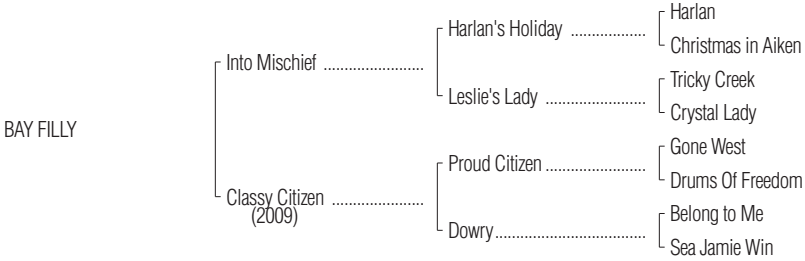 Harlan
Harlan's Holiday ..................
Christmas in Aiken
Into Mischief ........................
Tricky Creek
Leslie's Lady ........................
Crystal Lady
BAY FILLY
Gone West
Proud Citizen ........................
Drums Of Freedom
Classy Citizen ......................
(2009)
Belong to Me
Dowry....................................
Sea Jamie Win